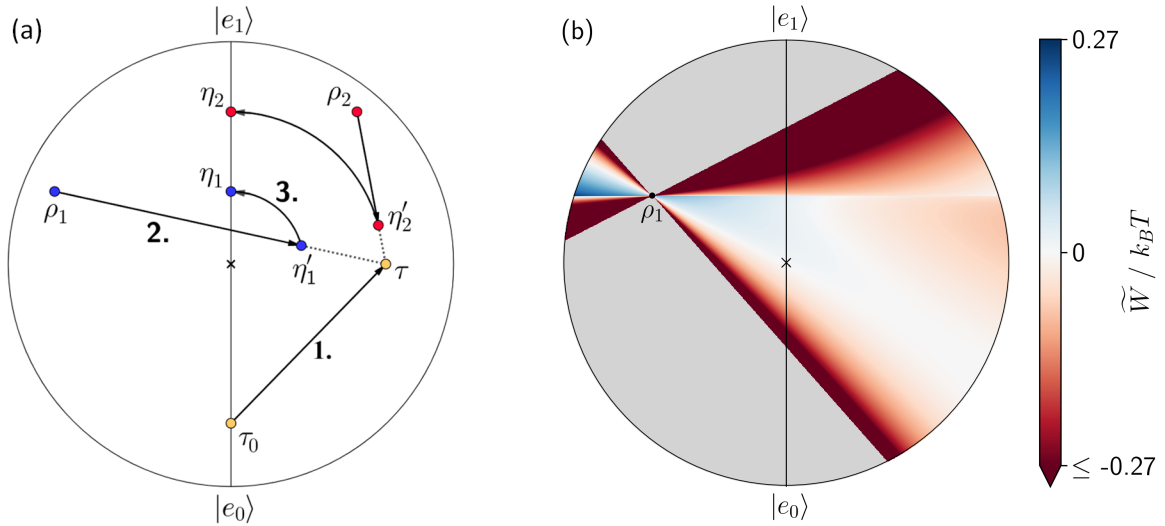 (a)
|e₁⟩
η₂
ρ₂
η₁
3.
ρ₁
2.
η′₂
η′₁
τ
1.
τ₀
|e₀⟩
(b)
|e₁⟩
ρ₁
|e₀⟩
0.27
0
≤ -0.27
W̃ / k_BT